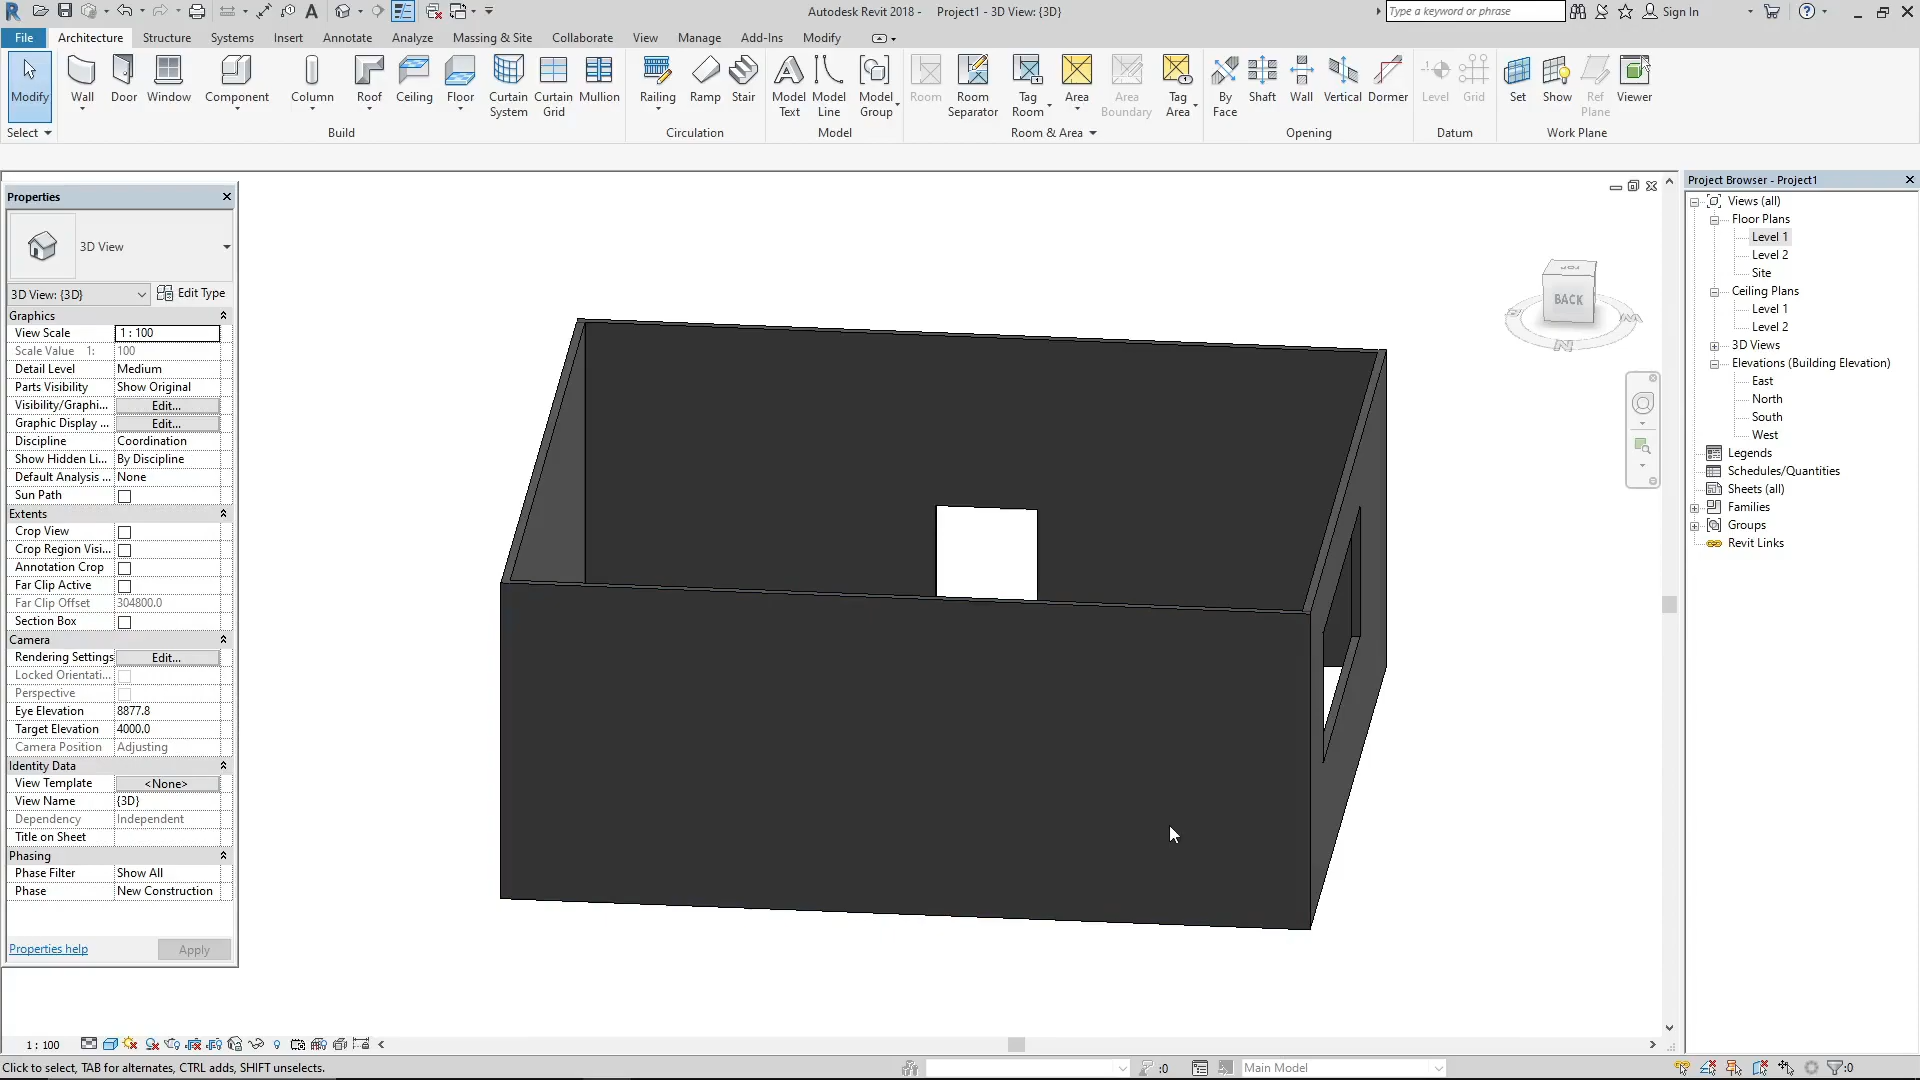 Autodesk Revit 2018 -     Project1 - 3D View: {3D}
Type a keyword or phrase
Sign In
File Architecture Structure Systems Insert Annotate Analyze Massing & Site Collaborate View Manage Add-Ins Modify
Modify Wall Door Window Component Column Roof Ceiling Floor Curtain System Curtain Grid Mullion Railing Ramp Stair Model Text Model Line Model Group Room Room Separator Tag Room Area Area Boundary Tag Area By Face Shaft Wall Vertical Dormer Level Grid Set Show Ref Plane Viewer
Select Build Circulation Model Room & Area Opening Datum Work Plane
Properties
3D View
3D View: {3D} Edit Type
Graphics
View Scale 1 : 100
Scale Value 1: 100
Detail Level Medium
Parts Visibility Show Original
Visibility/Graphi... Edit...
Graphic Display ... Edit...
Discipline Coordination
Show Hidden Li... By Discipline
Default Analysis ... None
Sun Path
Extents
Crop View
Crop Region Visi...
Annotation Crop
Far Clip Active
Far Clip Offset 304800.0
Section Box
Camera
Rendering Settings Edit...
Locked Orientati...
Perspective
Eye Elevation 8877.8
Target Elevation 4000.0
Camera Position Adjusting
Identity Data
View Template <None>
View Name {3D}
Dependency Independent
Title on Sheet
Phasing
Phase Filter Show All
Phase New Construction
Properties help Apply
TOP
BACK
N
Project Browser - Project1
Views (all)
Floor Plans
Level 1
Level 2
Site
Ceiling Plans
Level 1
Level 2
3D Views
Elevations (Building Elevation)
East
North
South
West
Legends
Schedules/Quantities
Sheets (all)
Families
Groups
Revit Links
1 : 100
Click to select, TAB for alternates, CTRL adds, SHIFT unselects.
:0
Main Model
:0